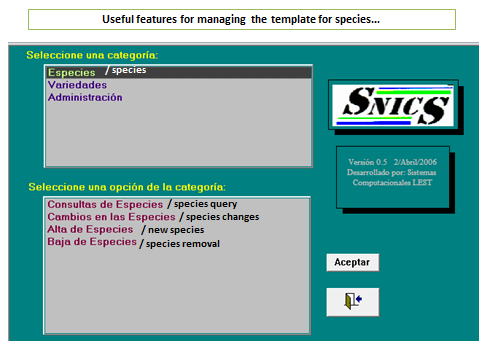 Useful features for managing the template for species...
Seleccione una categoría:
Especies / species
Variedades
Administración
SNICS
Versión 0.5 2/Abril/2006
Desarrollado por: Sistemas
Computacionales LEST
Seleccione una opción de la categoría:
Consultas de Especies / species query
Cambios en las Especies / species changes
Alta de Especies / new species
Baja de Especies / species removal
Aceptar